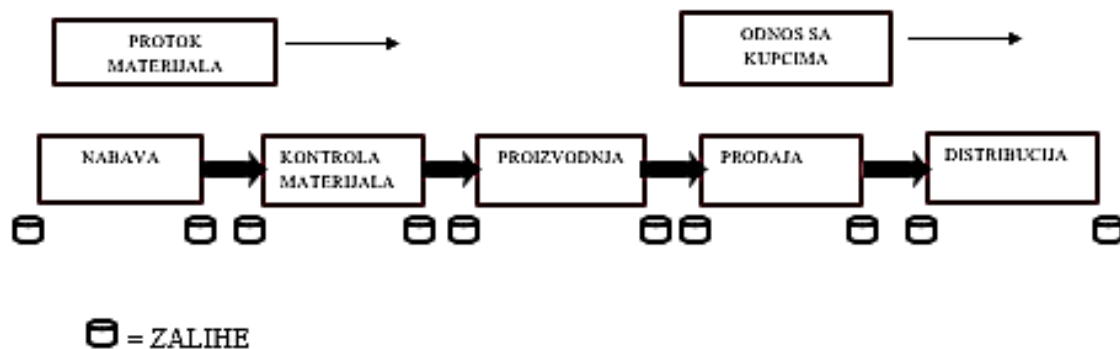 PROTOK
MATERIJALA
ODNOS SA
KUPCIMA
NABAVA
KONTROLA
MATERIJALA
PROIZVODNJA
PRODAJA
DISTRIBUCIJA
= ZALIHE